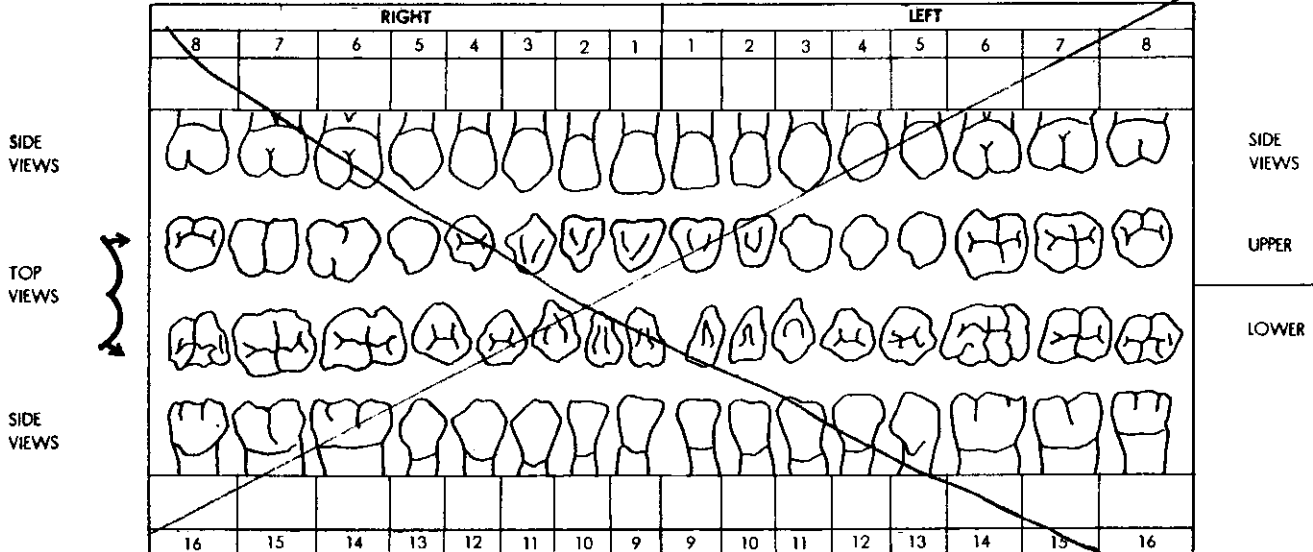 RIGHT LEFT
8 7 6 5 4 3 2 1 1 2 3 4 5 6 7 8
SIDE VIEWS
SIDE VIEWS
TOP VIEWS
UPPER
LOWER
SIDE VIEWS
16 15 14 13 12 11 10 9 9 10 11 12 13 14 15 16